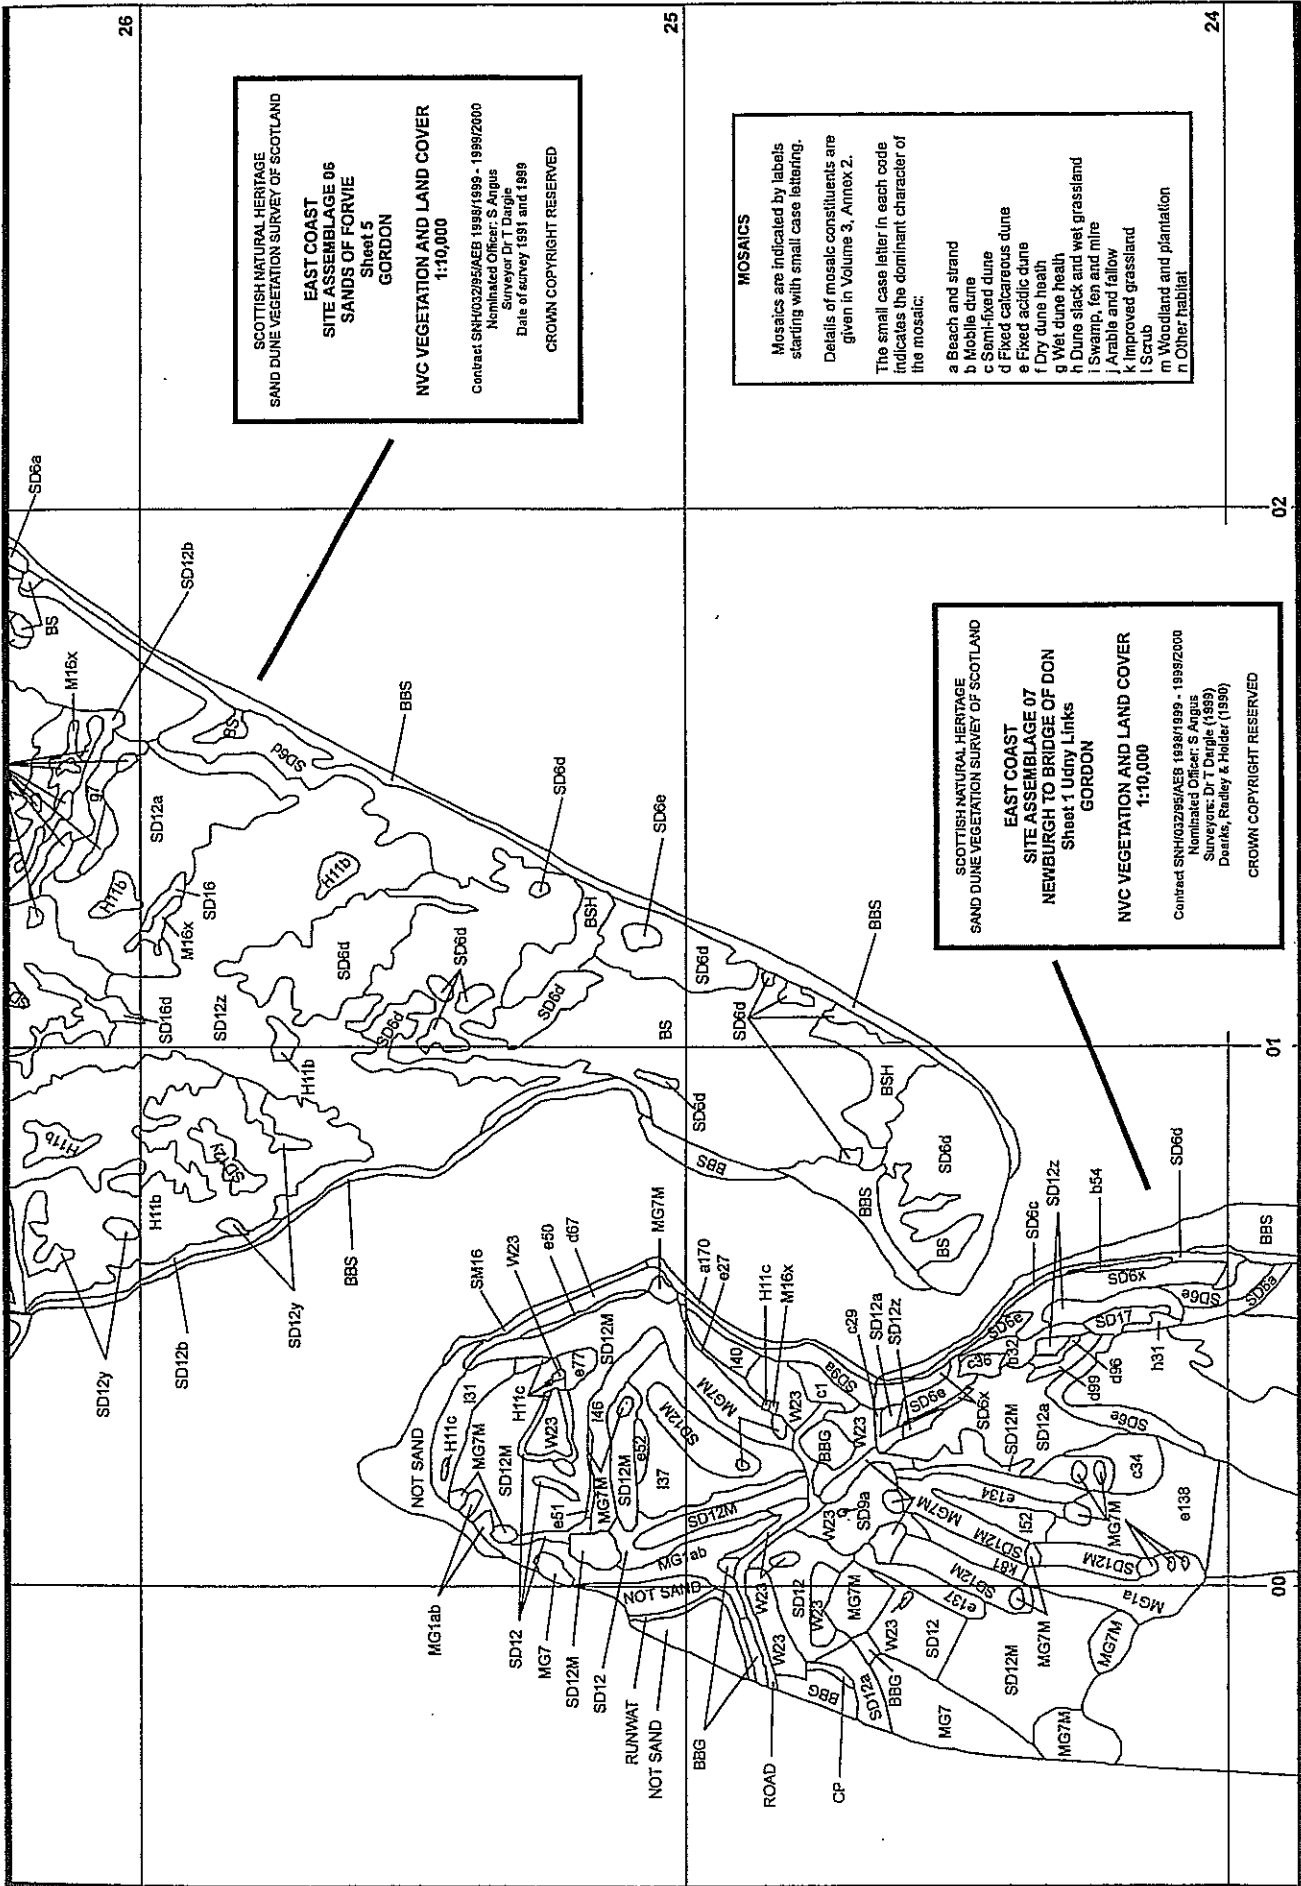 SCOTTISH NATURAL HERITAGE
SAND DUNE VEGETATION SURVEY OF SCOTLAND
EAST COAST
SITE ASSEMBLAGE 06
SANDS OF FORVIE
Sheet 5
GORDON
NVC VEGETATION AND LAND COVER
1:10,000
Contract SNH/032/95/AEB 1998/1999 - 1999/2000
Nominated Officer: S Angus
Surveyor Dr T Dargie
Date of survey 1991 and 1999
CROWN COPYRIGHT RESERVED
MOSAICS
Mosaics are indicated by labels
starting with small case lettering.
Details of mosaic constituents are
given in Volume 3, Annex 2.
The small case letter in each code
indicates the dominant character of
the mosaic:
a Beach and strand
b Mobile dune
c Semi-fixed dune
d Fixed calcareous dune
e Fixed acidic dune
f Dry dune heath
g Wet dune heath
h Dune slack and wet grassland
i Swamp, fen and mire
j Arable and fallow
k Improved grassland
l Scrub
m Woodland and plantation
n Other habitat
SCOTTISH NATURAL HERITAGE
SAND DUNE VEGETATION SURVEY OF SCOTLAND
EAST COAST
SITE ASSEMBLAGE 07
NEWBURGH TO BRIDGE OF DON
Sheet 1 Udny Links
GORDON
NVC VEGETATION AND LAND COVER
1:10,000
Contract SNH/032/95/AEB 1998/1999 - 1999/2000
Nominated Officer: S Angus
Surveyors: Dr T Dargie (1999)
Dearks, Radley & Holder (1990)
CROWN COPYRIGHT RESERVED
26
25
24
02
01
00
SD6a
BS
M16x
SD12b
g7
SD12a
BS
SD6d
BBS
H11b
SD16
M16x
H11b
SD6d
SD6d
SD6e
BSH
SD16d
SD12z
SD6d
SD6d
SD6d
SD6d
H11b
BS
SD6d
BBS
SD6d
SD6d
BSH
BBS
SD6d
BBS
BS
H11b
H11b
SD12y
BBS
SD12y
SD12b
SD12y
SM16
W23
e50
d67
MG7M
a170
e27
H11c
M16x
NOT SAND
H11c
l31
MG7M
SD12M
H11c
e77
SD12M
W23
l46
MG7M
SD12M
e52
SD12M
l37
MG7M
l40
e51
MG1ab
SD12
MG7
SD12M
SD12
RUNWAT
NOT SAND
NOT SAND
MG1ab
SD12M
BBG
ROAD
CP
W23
c1
SD9a
BBG
W23
c29
SD12a
SD12z
SD6e
SD6x
SD6c
SD12z
b54
SD6d
BBS
SD6x
SD6e
SD6a
SD6e
SD17
h31
c36
h32
d96
d99
SD6e
SD12M
SD12a
SD12M
c34
e134
l52
MG7M
e138
W23
SD9a
MG7M
SD12M
SD12M
k81
SD12M
MG1a
e137
MG7M
W23
SD12
W23
MG7M
W23
BBG
SD12a
BBG
W23
SD12
MG7
SD12M
MG7M
MG7M